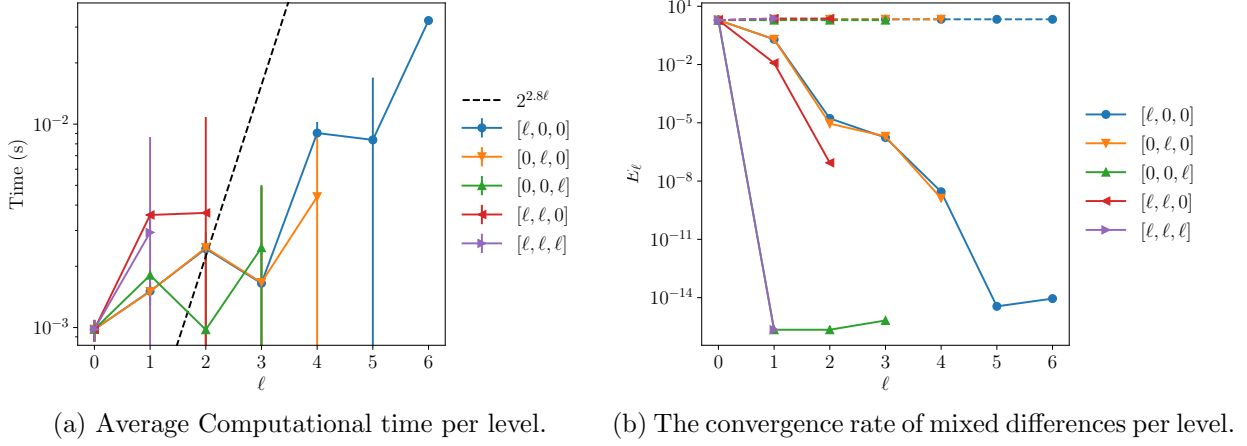 10^{-2}
10^{-3}
Time (s)
0 1 2 3 4 5 6
ℓ
2^{2.8ℓ}
[ℓ, 0, 0]
[0, ℓ, 0]
[0, 0, ℓ]
[ℓ, ℓ, 0]
[ℓ, ℓ, ℓ]
(a) Average Computational time per level.
10^1
10^{-2}
10^{-5}
10^{-8}
10^{-11}
10^{-14}
E_ℓ
0 1 2 3 4 5 6
ℓ
[ℓ, 0, 0]
[0, ℓ, 0]
[0, 0, ℓ]
[ℓ, ℓ, 0]
[ℓ, ℓ, ℓ]
(b) The convergence rate of mixed differences per level.